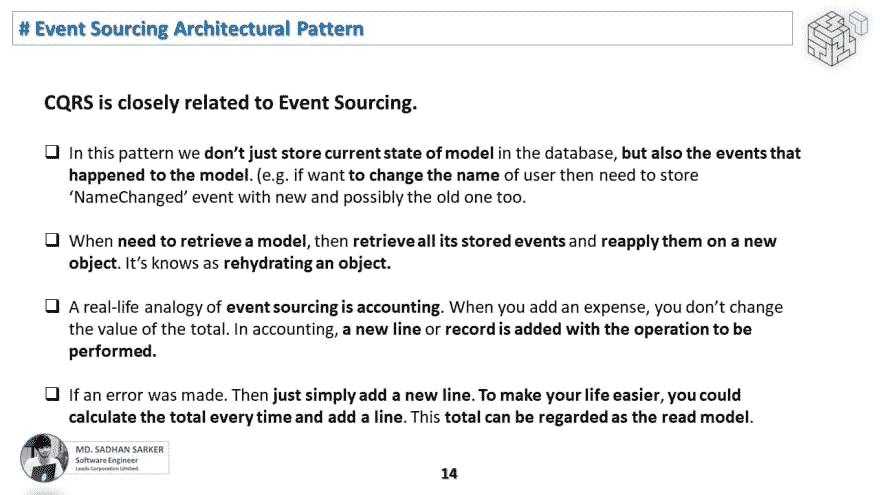 # Event Sourcing Architectural Pattern
CQRS is closely related to Event Sourcing.
❑ In this pattern we don't just store current state of model in the database, but also the events that
happened to the model. (e.g. if want to change the name of user then need to store
'NameChanged' event with new and possibly the old one too.
❑ When need to retrieve a model, then retrieve all its stored events and reapply them on a new
object. It's knows as rehydrating an object.
❑ A real-life analogy of event sourcing is accounting. When you add an expense, you don't change
the value of the total. In accounting, a new line or record is added with the operation to be
performed.
❑ If an error was made. Then just simply add a new line. To make your life easier, you could
calculate the total every time and add a line. This total can be regarded as the read model.
MD. SADHAN SARKER
Software Engineer
Leads Corporation Limited.
14